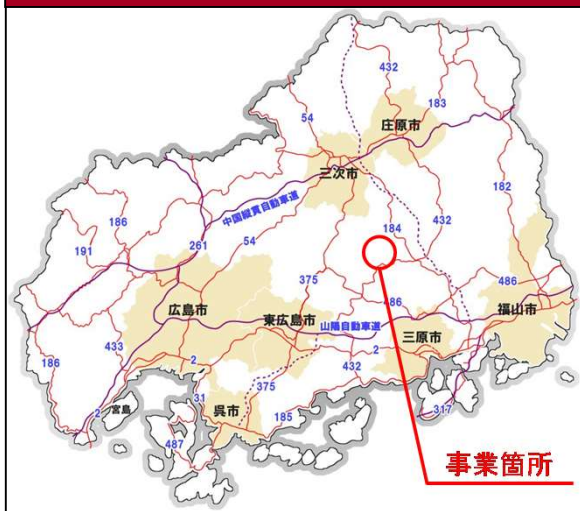 432
54
183
庄原市
三次市
182
中国縦貫自動車道
186
184
432
191
261
54
375
486
486
広島市
東広島市
山陽自動車道
福山市
三原市
186
433
2
2
432
2
宮島
31
呉市
375
185
317
487
事業箇所